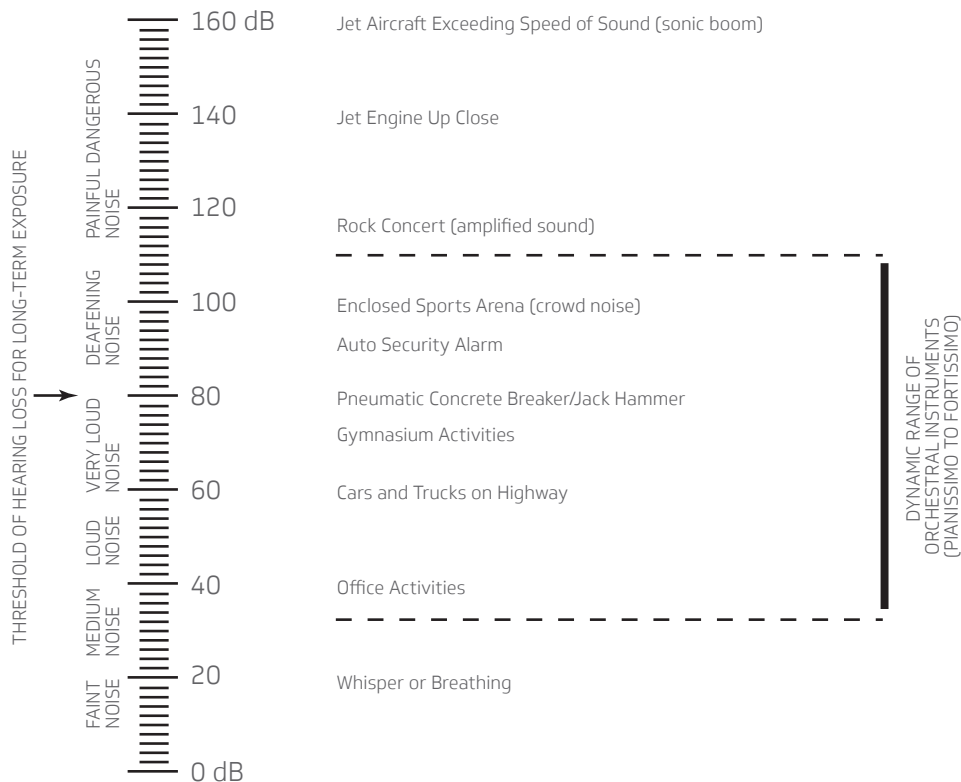 160 dB
Jet Aircraft Exceeding Speed of Sound (sonic boom)
140
Jet Engine Up Close
120
Rock Concert (amplified sound)
100
Enclosed Sports Arena (crowd noise)
Auto Security Alarm
80
Pneumatic Concrete Breaker/Jack Hammer
Gymnasium Activities
60
Cars and Trucks on Highway
40
Office Activities
20
Whisper or Breathing
0 dB
THRESHOLD OF HEARING LOSS FOR LONG-TERM EXPOSURE
PAINFUL DANGEROUS
NOISE
DEAFENING
NOISE
VERY LOUD
NOISE
LOUD
NOISE
MEDIUM
NOISE
FAINT
NOISE
DYNAMIC RANGE OF
ORCHESTRAL INSTRUMENTS
(PIANISSIMO TO FORTISSIMO)